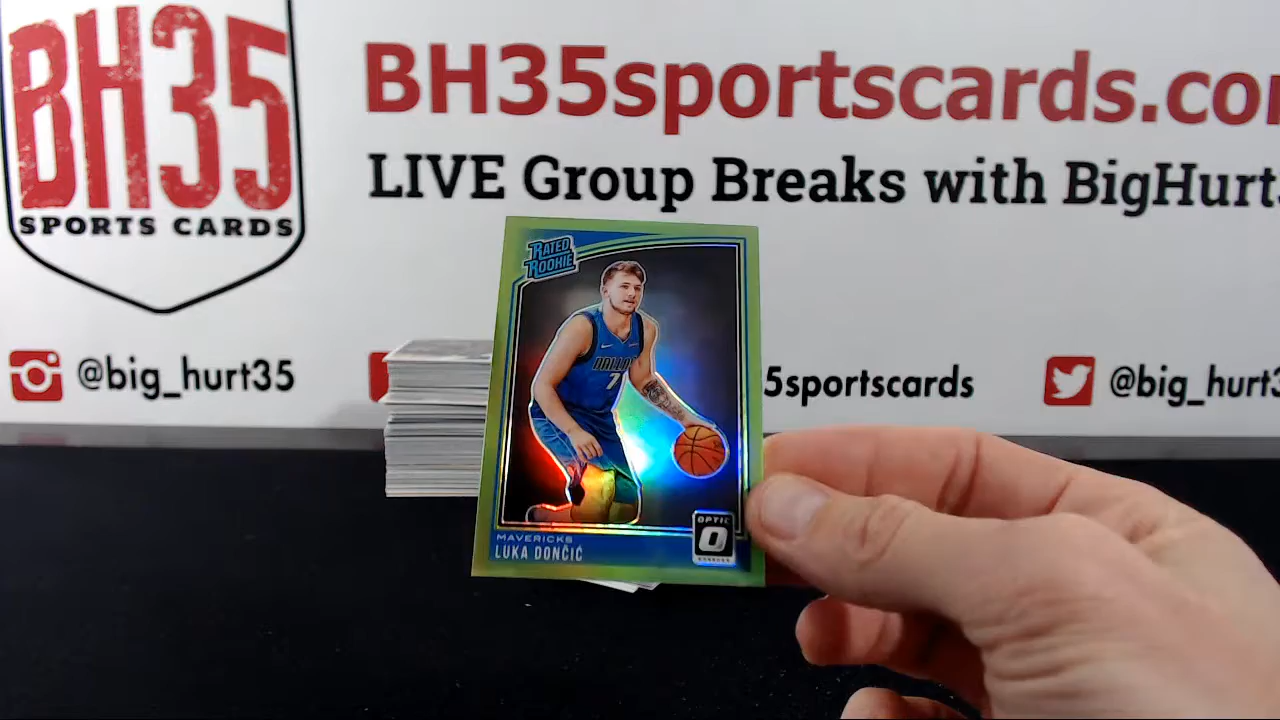 BH35
SPORTS CARDS
BH35sportscards.co
LIVE Group Breaks with BigHurt
@big_hurt35
5sportscards
@big_hurt3
RATED
ROOKIE
DALLAS
7
OPTIC
MAVERICKS
LUKA DONČIĆ